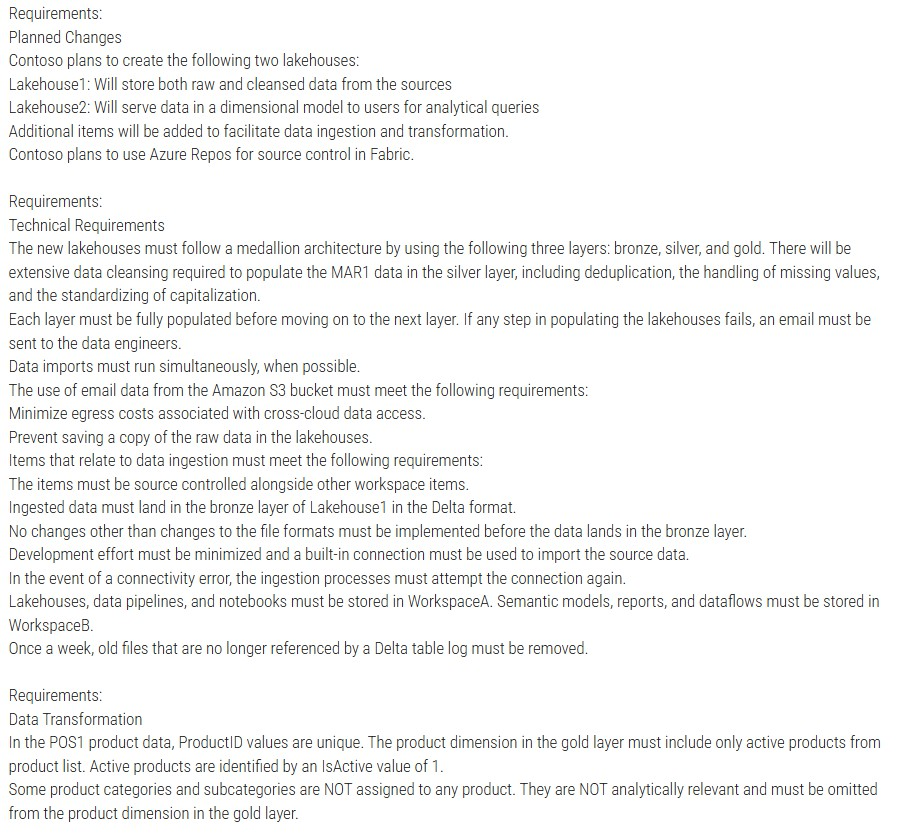 Requirements:
Planned Changes
Contoso plans to create the following two lakehouses:
Lakehouse1: Will store both raw and cleansed data from the sources
Lakehouse2: Will serve data in a dimensional model to users for analytical queries
Additional items will be added to facilitate data ingestion and transformation.
Contoso plans to use Azure Repos for source control in Fabric.
Requirements:
Technical Requirements
The new lakehouses must follow a medallion architecture by using the following three layers: bronze, silver, and gold. There will be
extensive data cleansing required to populate the MAR1 data in the silver layer, including deduplication, the handling of missing values,
and the standardizing of capitalization.
Each layer must be fully populated before moving on to the next layer. If any step in populating the lakehouses fails, an email must be
sent to the data engineers.
Data imports must run simultaneously, when possible.
The use of email data from the Amazon S3 bucket must meet the following requirements:
Minimize egress costs associated with cross-cloud data access.
Prevent saving a copy of the raw data in the lakehouses.
Items that relate to data ingestion must meet the following requirements:
The items must be source controlled alongside other workspace items.
Ingested data must land in the bronze layer of Lakehouse1 in the Delta format.
No changes other than changes to the file formats must be implemented before the data lands in the bronze layer.
Development effort must be minimized and a built-in connection must be used to import the source data.
In the event of a connectivity error, the ingestion processes must attempt the connection again.
Lakehouses, data pipelines, and notebooks must be stored in WorkspaceA. Semantic models, reports, and dataflows must be stored in
WorkspaceB.
Once a week, old files that are no longer referenced by a Delta table log must be removed.
Requirements:
Data Transformation
In the POS1 product data, ProductID values are unique. The product dimension in the gold layer must include only active products from
product list. Active products are identified by an IsActive value of 1.
Some product categories and subcategories are NOT assigned to any product. They are NOT analytically relevant and must be omitted
from the product dimension in the gold layer.